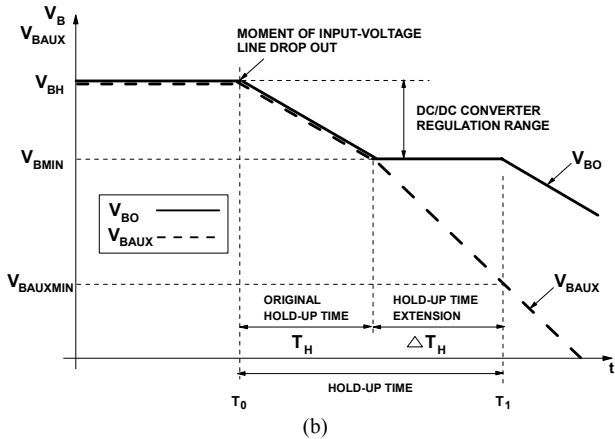 V_B
V_BAUX
MOMENT OF INPUT-VOLTAGE
LINE DROP OUT
V_BH
DC/DC CONVERTER
REGULATION RANGE
V_BMIN
V_BO
V_BO
V_BAUX
V_BAUXMIN
V_BAUX
ORIGINAL
HOLD-UP TIME
T_H
HOLD-UP TIME
EXTENSION
△T_H
t
HOLD-UP TIME
T_0
T_1
(b)